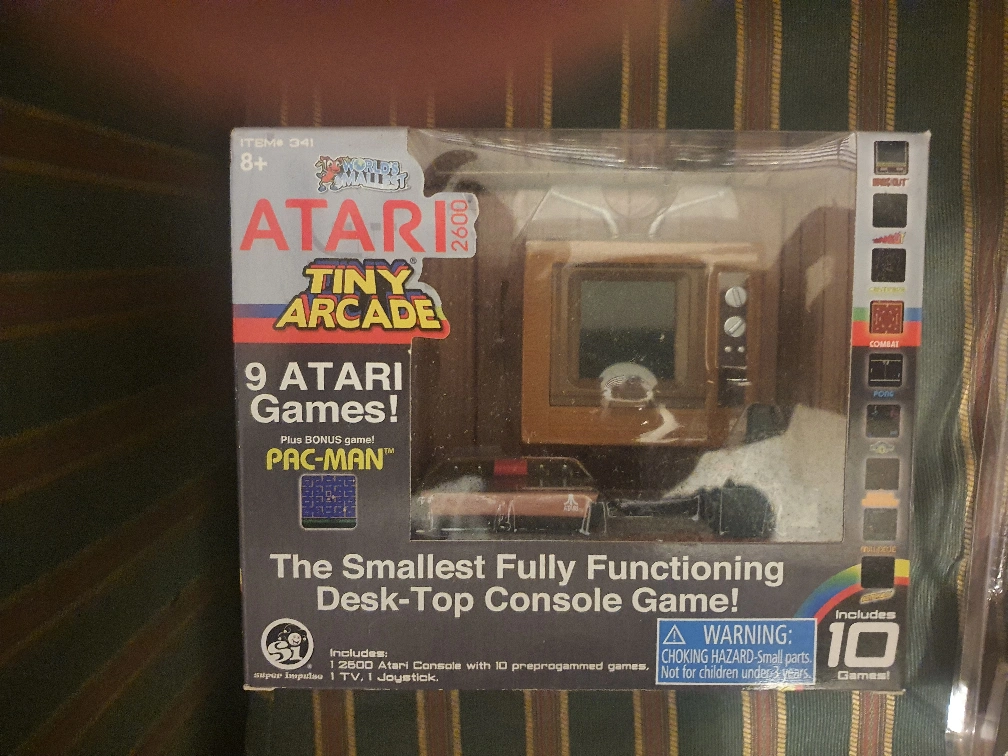 ITEM# 341
8+
WORLD'S
SMALLEST
ATARI 2600
TINY
ARCADE®
9 ATARI
Games!
Plus BONUS game!
PAC-MAN™
COMBAT
PONG
ATARI
The Smallest Fully Functioning
Desk-Top Console Game!
Includes:
1 2600 Atari Console with 10 preprogammed games,
1 TV, 1 Joystick.
super impulse
WARNING:
CHOKING HAZARD-Small parts.
Not for children under 3 years.
Includes
10
Games!